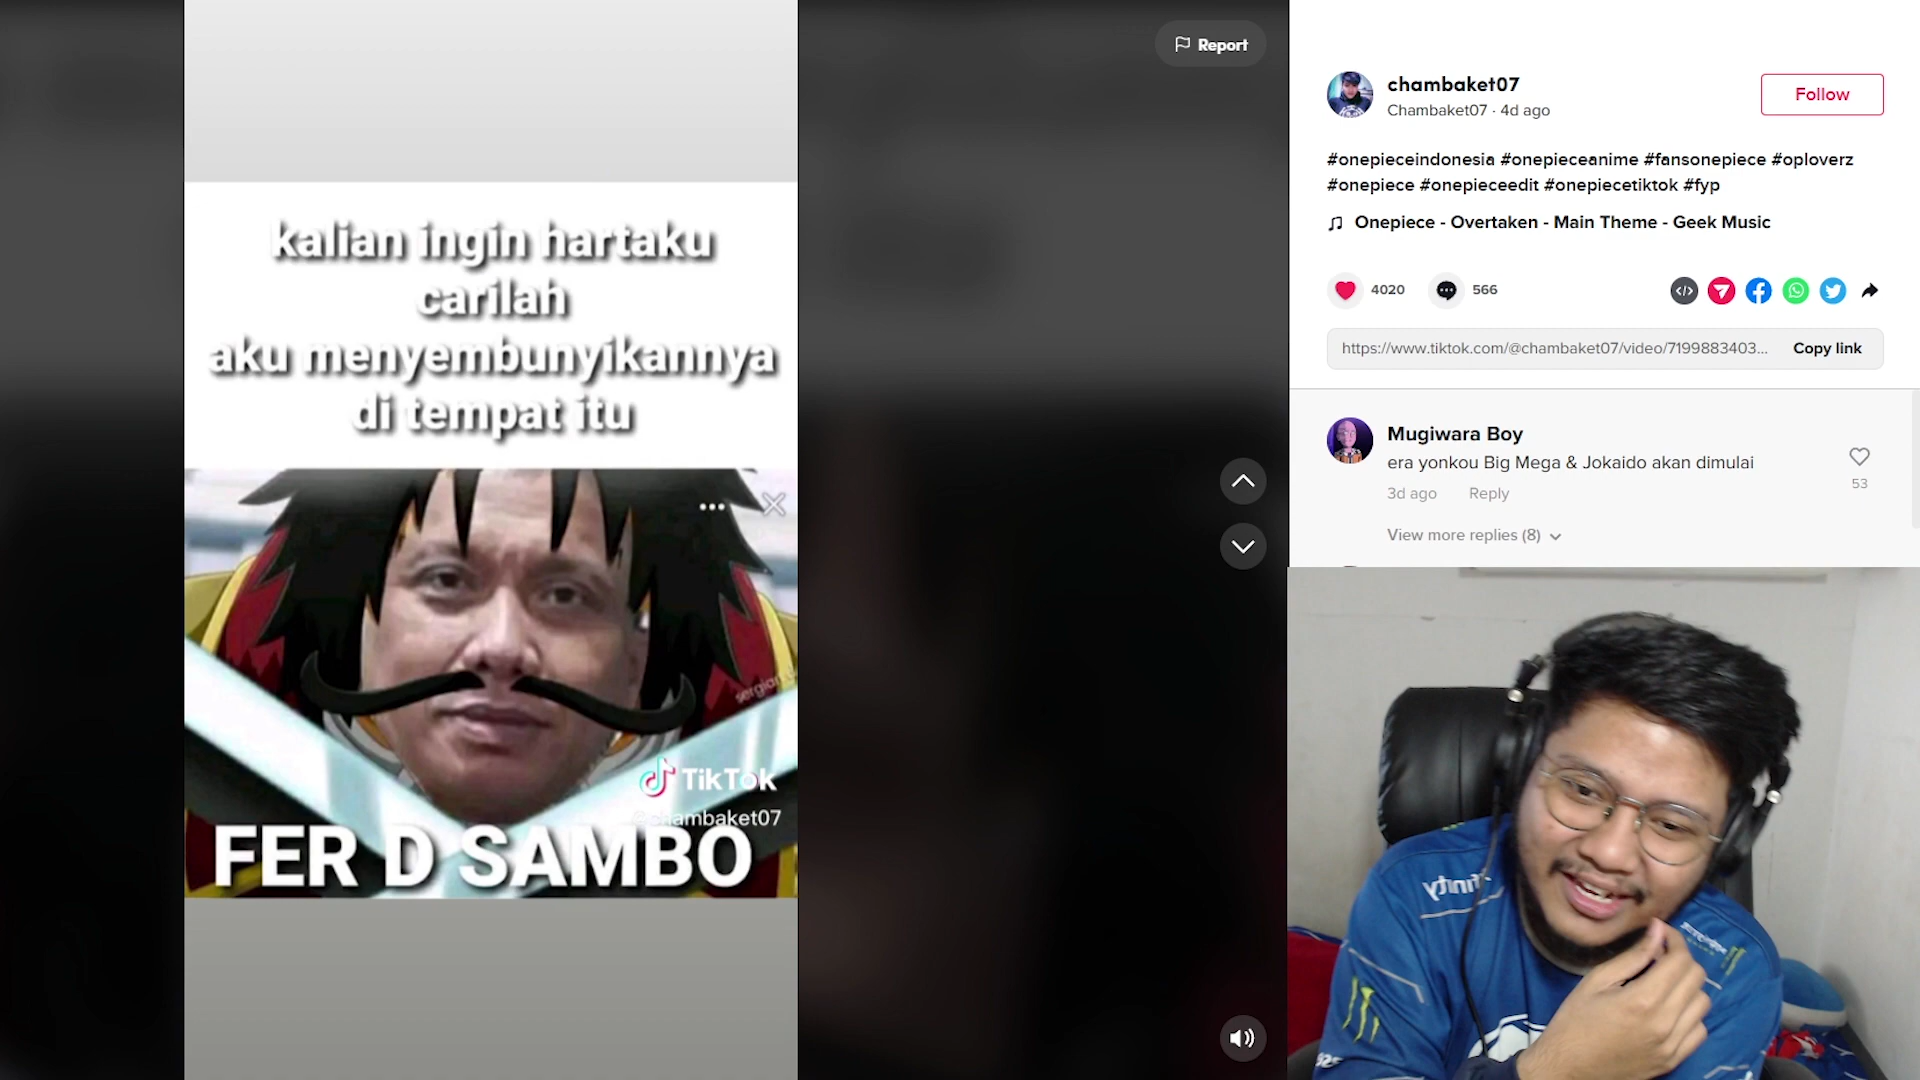 kalian ingin hartaku
carilah
aku menyembunyikannya
di tempat itu
TikTok
@chambaket07
FER D SAMBO
Report
chambaket07
Chambaket07 · 4d ago
Follow
#onepieceindonesia #onepieceanime #fansonepiece #oploverz
#onepiece #onepieceedit #onepiecetiktok #fyp
Onepiece - Overtaken - Main Theme - Geek Music
4020
566
https://www.tiktok.com/@chambaket07/video/7199883403...
Copy link
Mugiwara Boy
era yonkou Big Mega & Jokaido akan dimulai
3d ago
Reply
53
View more replies (8)